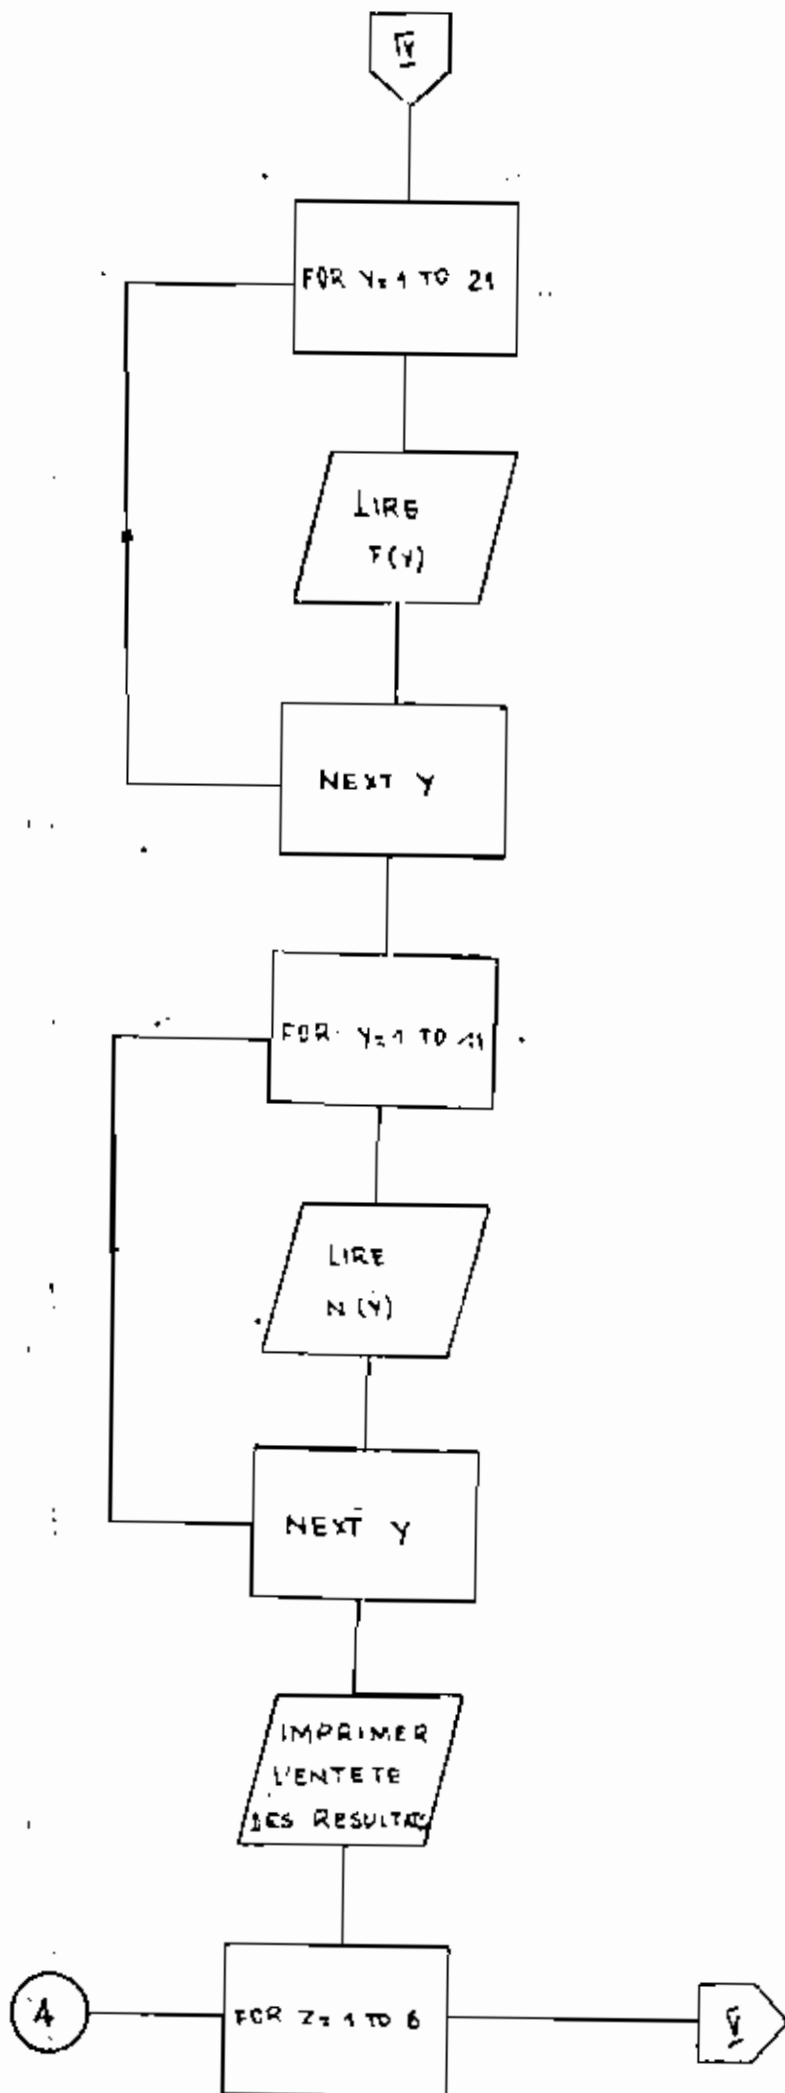 IV
FOR Y=1 TO 21
LIRE
F(Y)
NEXT Y
FOR Y=1 TO 11
LIRE
N(Y)
NEXT Y
IMPRIMER
L'ENTETE
DES RESULTATS
4
FOR Z=1 TO 6
V